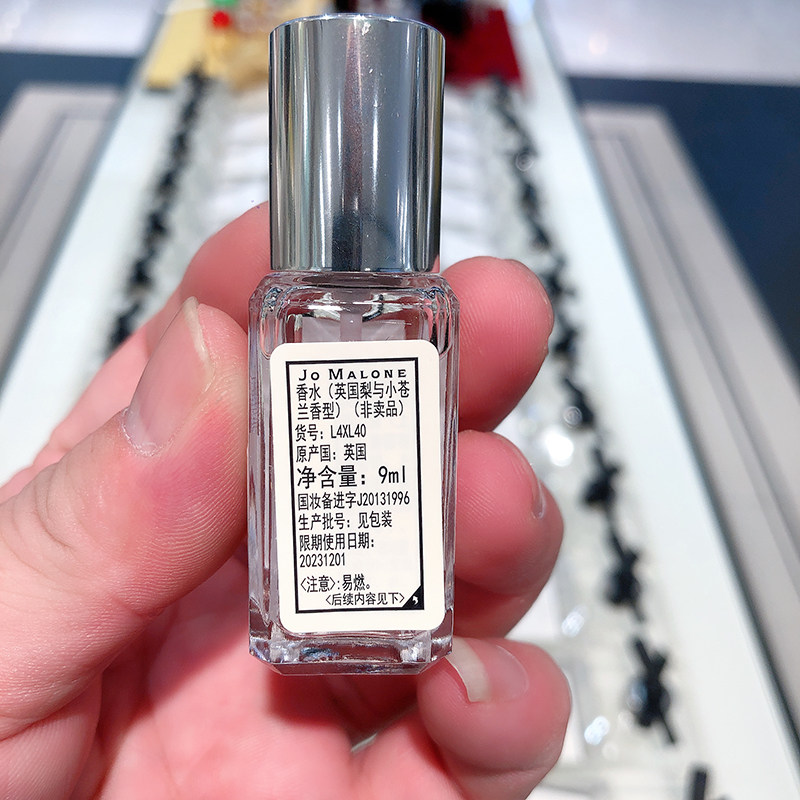 JO MALONE
香水（英国梨与小苍
兰香型）（非卖品）
货号：L4XL40
原产国：英国
净含量：9ml
国妆备进字J20131996
生产批号：见包装
限期使用日期：
20231201
〈注意〉：易燃。
〈后续内容见下〉